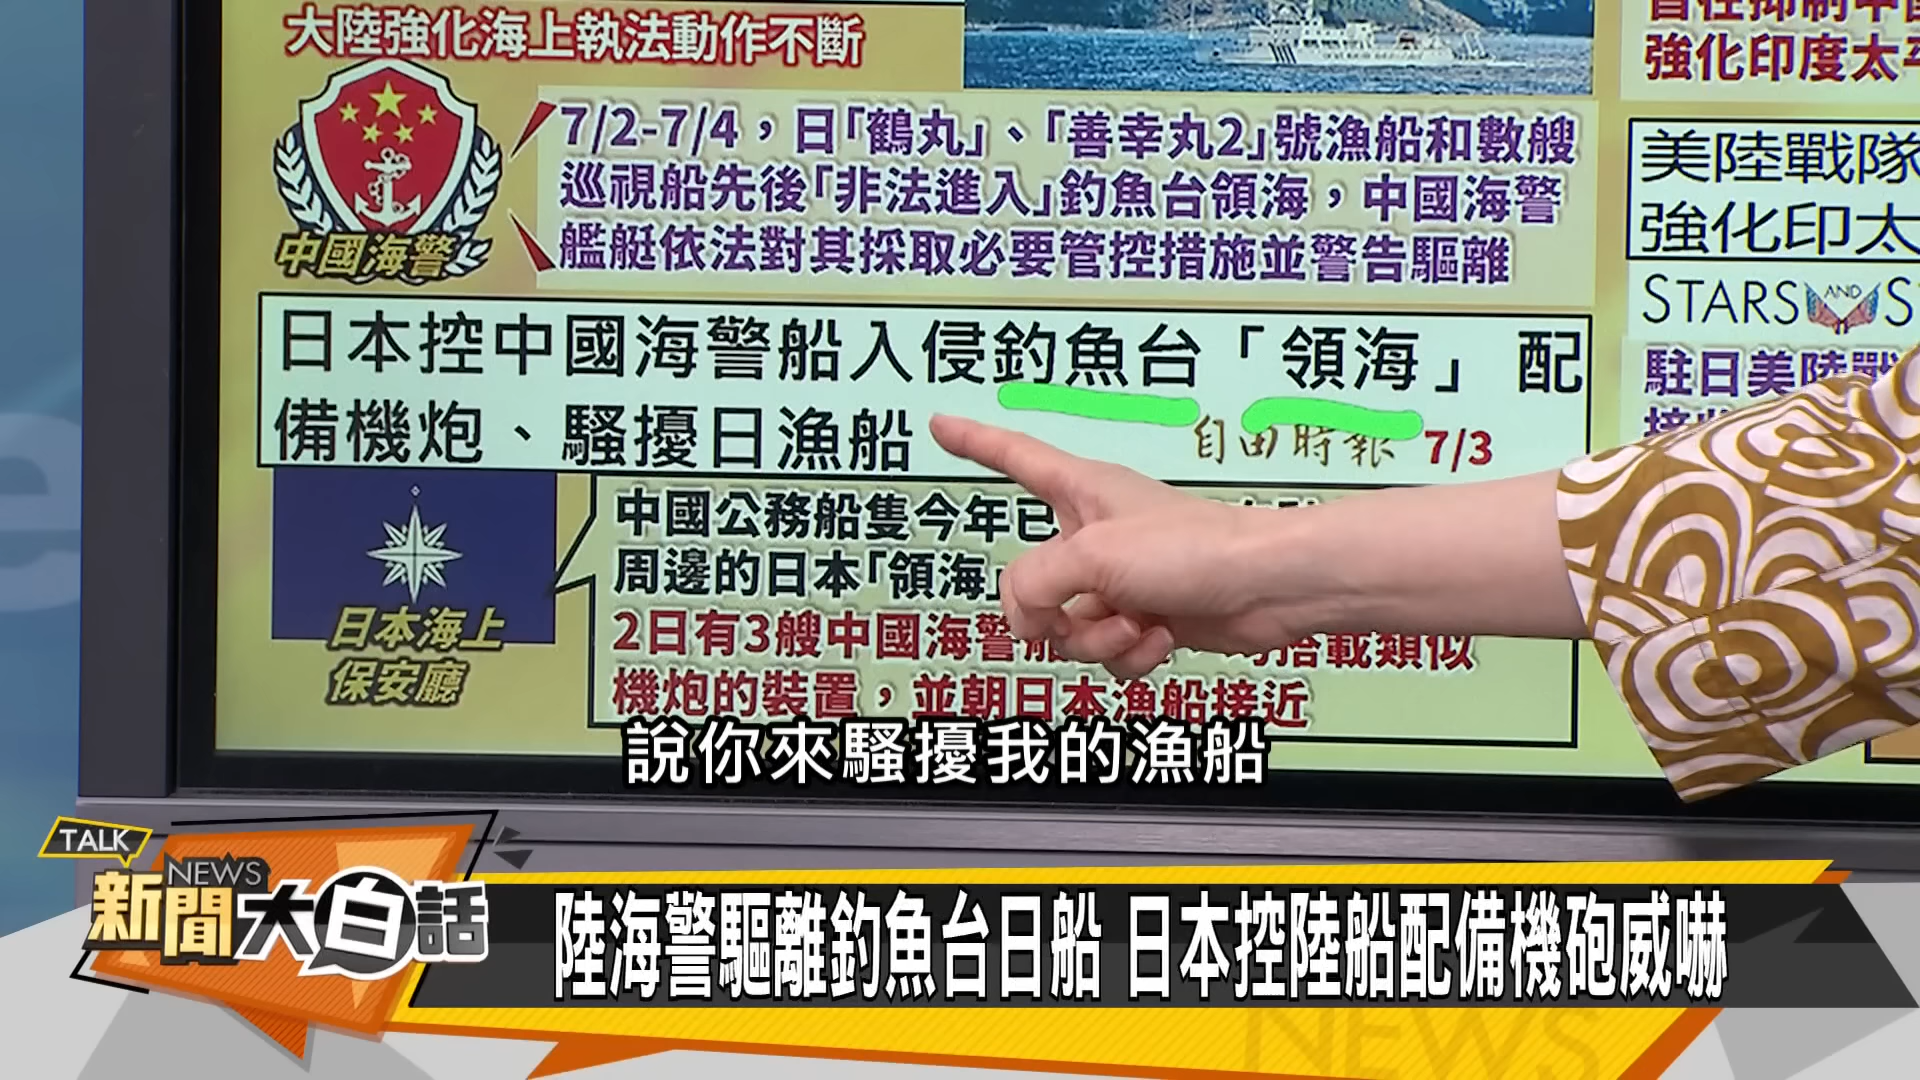 大陸強化海上執法動作不斷
中國海警
7/2-7/4，日「鶴丸」、「善幸丸2」號漁船和數艘
巡視船先後「非法進入」釣魚台領海，中國海警
艦艇依法對其採取必要管控措施並警告驅離
日本控中國海警船入侵釣魚台「領海」配
備機炮、騷擾日漁船
自由時報 7/3
日本海上
保安廳
中國公務船隻今年已
周邊的日本「領海」
2日有3艘中國海警船
搭載類似
機炮的裝置，並朝日本漁船接近
強化印度太平
美陸戰隊
強化印太
STARS AND S
駐日美陸戰
說你來騷擾我的漁船
TALK
NEWS
新聞大白話
陸海警驅離釣魚台日船 日本控陸船配備機砲威嚇
NEWS